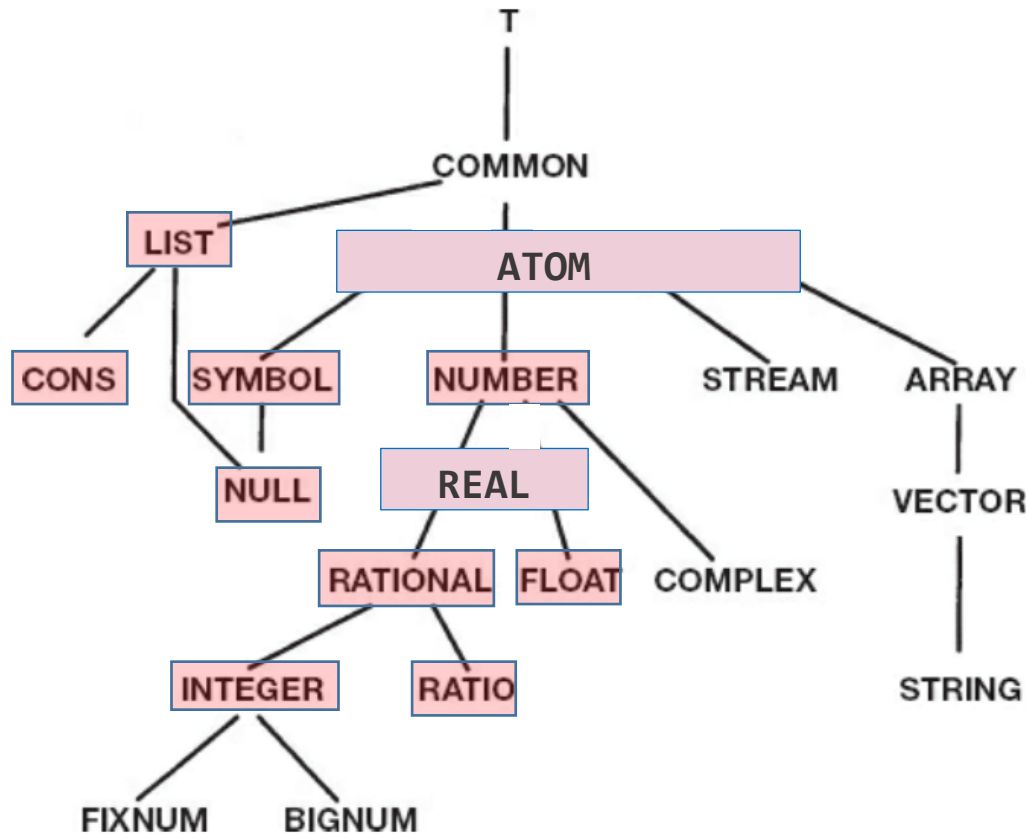 T
COMMON
LIST
ATOM
CONS
SYMBOL
NUMBER
STREAM
ARRAY
NULL
REAL
VECTOR
RATIONAL
FLOAT
COMPLEX
INTEGER
RATIO
STRING
FIXNUM
BIGNUM